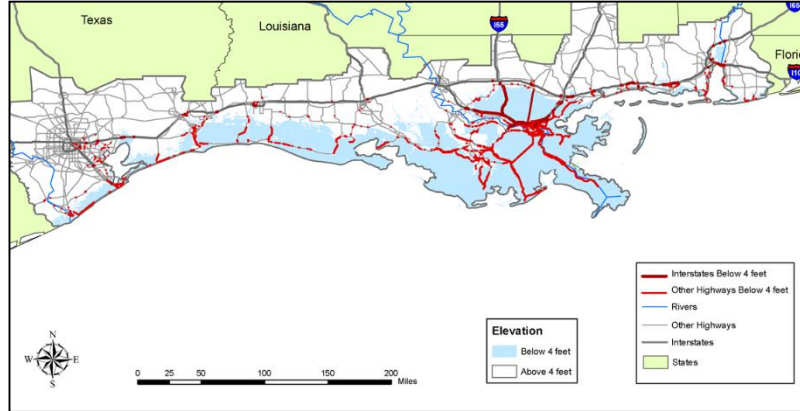 Texas
Louisiana
I55
I65
I10
Florid
Interstates Below 4 feet
Other Highways Below 4 feet
Rivers
Other Highways
Interstates
States
Elevation
Below 4 feet
Above 4 feet
N
W E
S
0 25 50 100 150 200
Miles